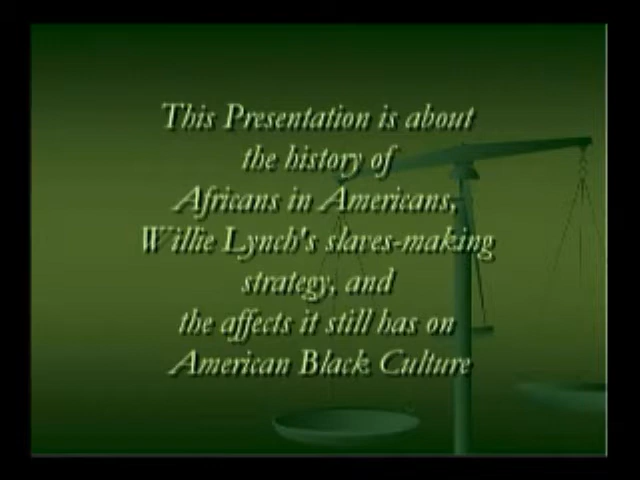 This Presentation is about
the history of
Africans in Americans,
Willie Lynch's slaves-making
strategy, and
the affects it still has on
American Black Culture